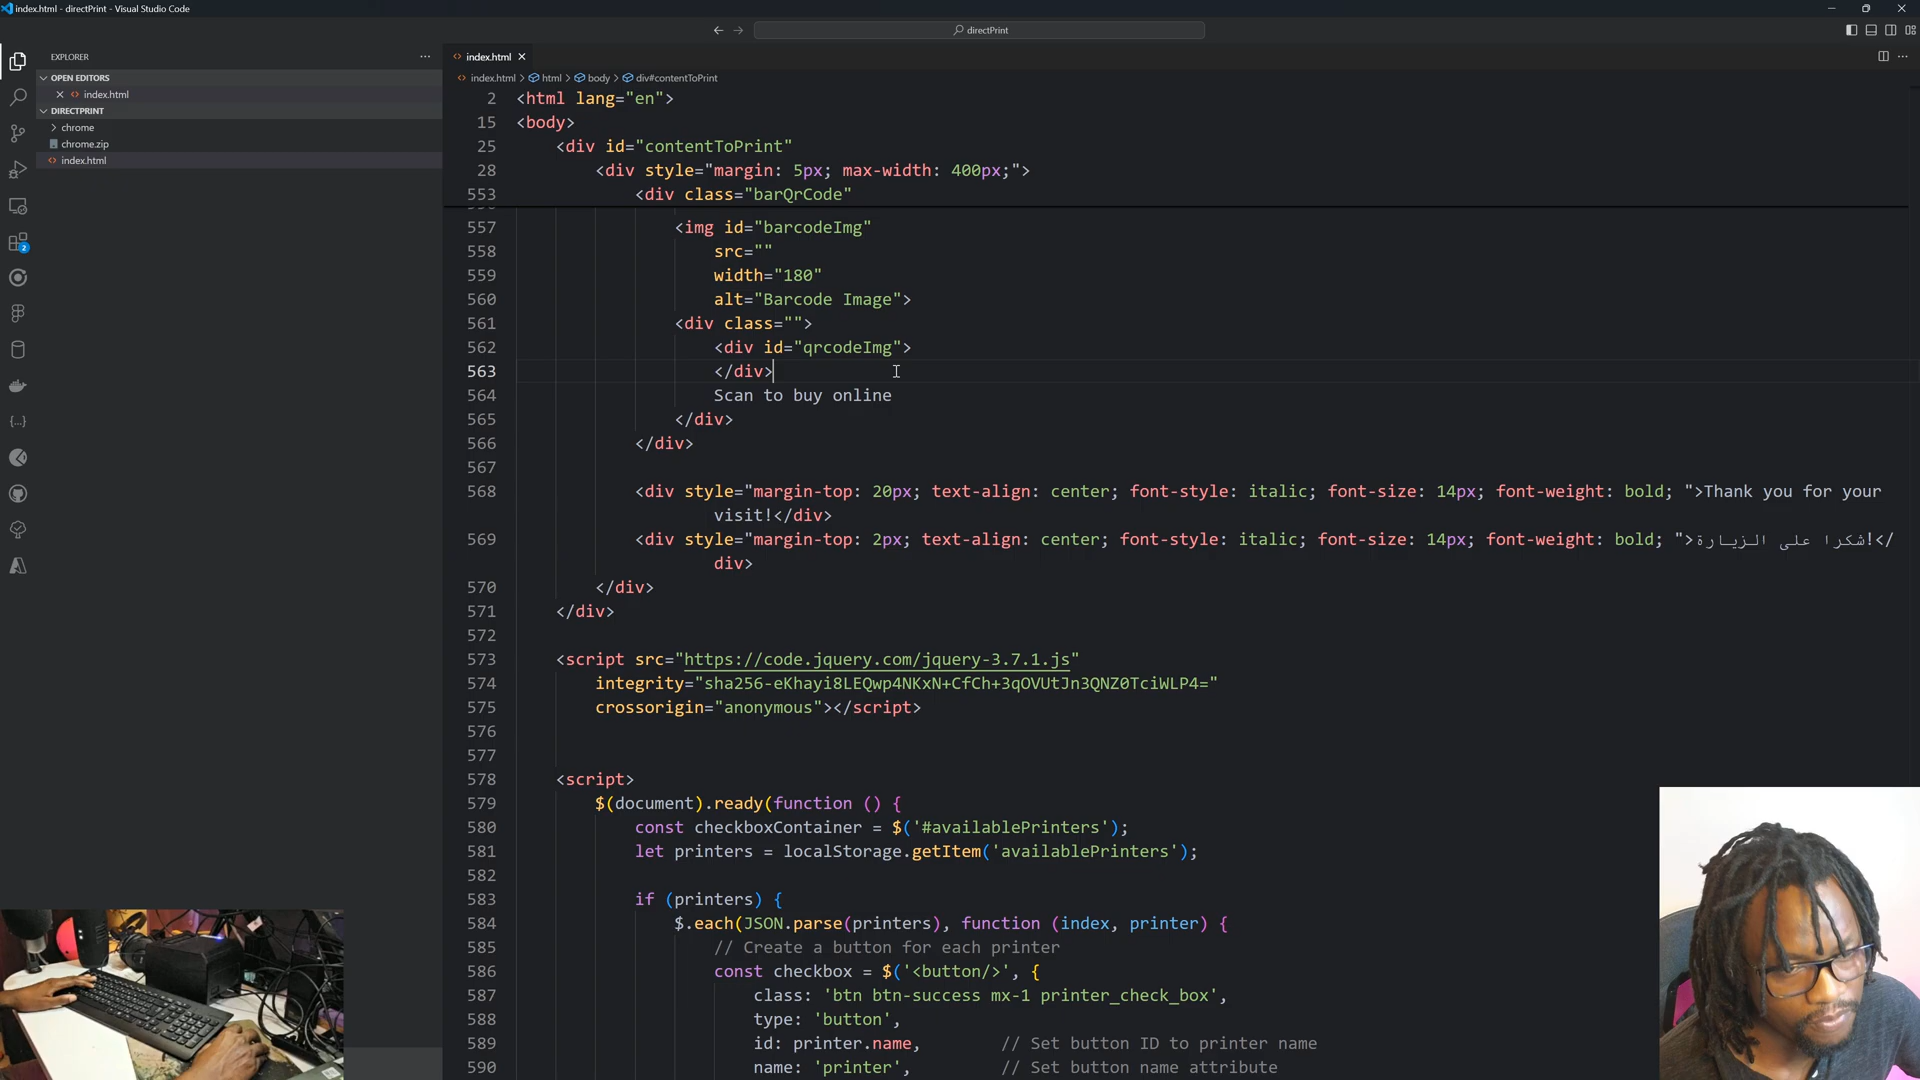 index.html - directPrint - Visual Studio Code
directPrint
EXPLORER
OPEN EDITORS
index.html
DIRECTPRINT
chrome
chrome.zip
index.html
2
index.html
index.html > html > body > div#contentToPrint
2 <html lang="en">
15 <body>
25 <div id="contentToPrint"
28 <div style="margin: 5px; max-width: 400px;">
553 <div class="barQrCode"
557 <img id="barcodeImg"
558 src=""
559 width="180"
560 alt="Barcode Image">
561 <div class="">
562 <div id="qrcodeImg">
563 </div>
564 Scan to buy online
565 </div>
566 </div>
567
568 <div style="margin-top: 20px; text-align: center; font-style: italic; font-size: 14px; font-weight: bold; ">Thank you for your
visit!</div>
569 <div style="margin-top: 2px; text-align: center; font-style: italic; font-size: 14px; font-weight: bold; ">شكرا على الزيارة!</
div>
570 </div>
571 </div>
572
573 <script src="https://code.jquery.com/jquery-3.7.1.js"
574 integrity="sha256-eKhayi8LEQwp4NKxN+CfCh+3qOVUtJn3QNZ0TciWLP4="
575 crossorigin="anonymous"></script>
576
577
578 <script>
579 $(document).ready(function () {
580 const checkboxContainer = $('#availablePrinters');
581 let printers = localStorage.getItem('availablePrinters');
582
583 if (printers) {
584 $.each(JSON.parse(printers), function (index, printer) {
585 // Create a button for each printer
586 const checkbox = $('<button/>', {
587 class: 'btn btn-success mx-1 printer_check_box',
588 type: 'button',
589 id: printer.name, // Set button ID to printer name
590 name: 'printer', // Set button name attribute